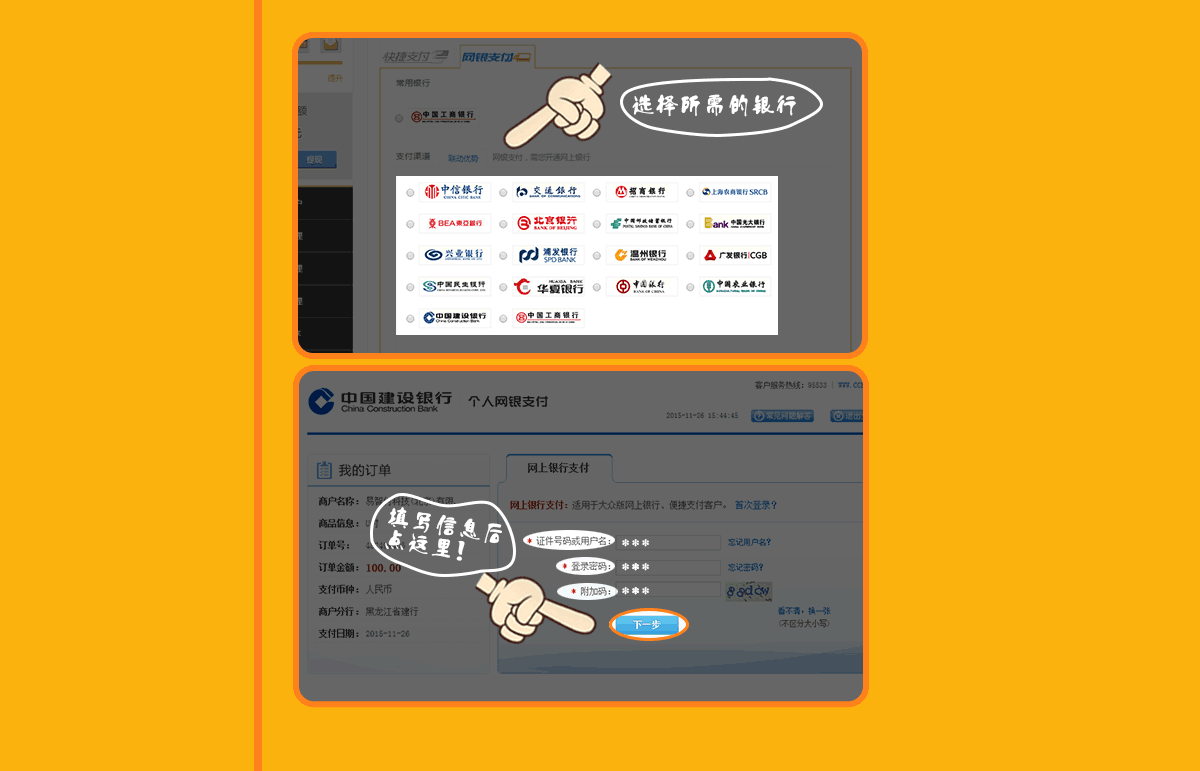 快捷支付
网银支付
提升
常用银行
额
元
提现
中国工商银行
选择所需的银行
支付渠道 联动优势 网银支付，需您开通网上银行
中信银行 CHINA CITIC BANK
交通银行 BANK OF COMMUNICATIONS
招商银行
上海农商银行 SRCB
BEA東亞銀行
北京银行 BANK OF BEIJING
中国邮政储蓄银行 POSTAL SAVINGS BANK OF CHINA
Bank 中国光大银行
兴业银行
浦发银行 SPD BANK
温州银行 BANK OF WENZHOU
广发银行|CGB
中国民生银行
HUAXIA BANK 华夏银行
中国银行 BANK OF CHINA
中国农业银行
中国建设银行 China Construction Bank
中国工商银行
客户服务热线：95533 |
中国建设银行 China Construction Bank
个人网银支付
2015-11-26 15:44:45
常见问题解答
我的订单
网上银行支付
商户名称：
网上银行支付：适用于大众版网上银行、便捷支付客户。 首次登录?
商品信息：
填写信息后
点这里！
* 证件号码或用户名： *** 忘记用户名?
订单号：
订单金额：100.00
* 登录密码： *** 忘记密码?
支付币种：人民币
* 附加码： ***
商户分行：黑龙江省建行
看不清，换一张
(不区分大小写)
下一步
支付日期：2015-11-26